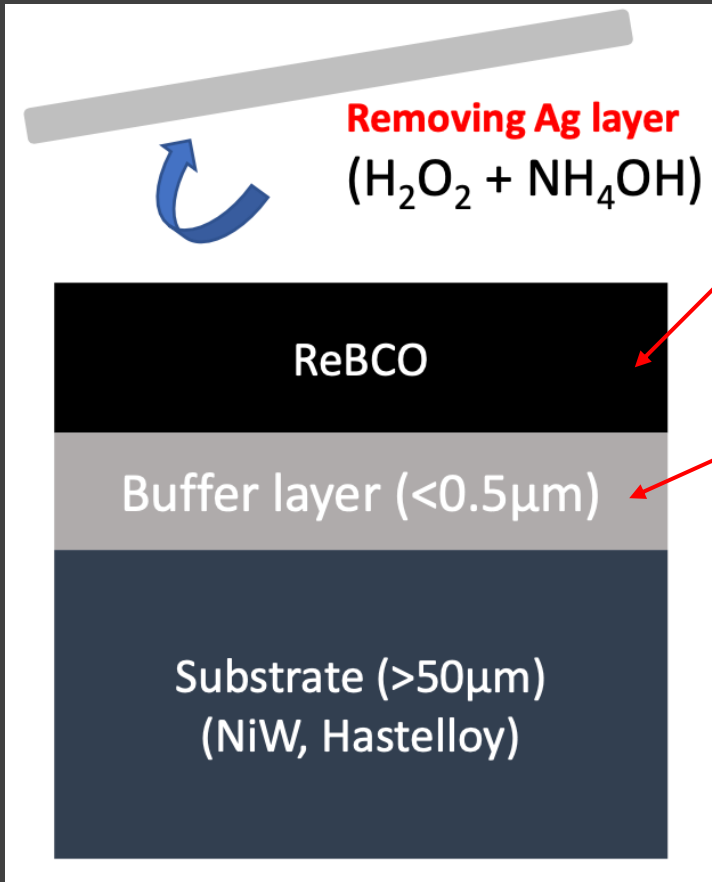 Removing Ag layer
(H₂O₂ + NH₄OH)
ReBCO
Buffer layer (<0.5μm)
Substrate (>50μm)
(NiW, Hastelloy)